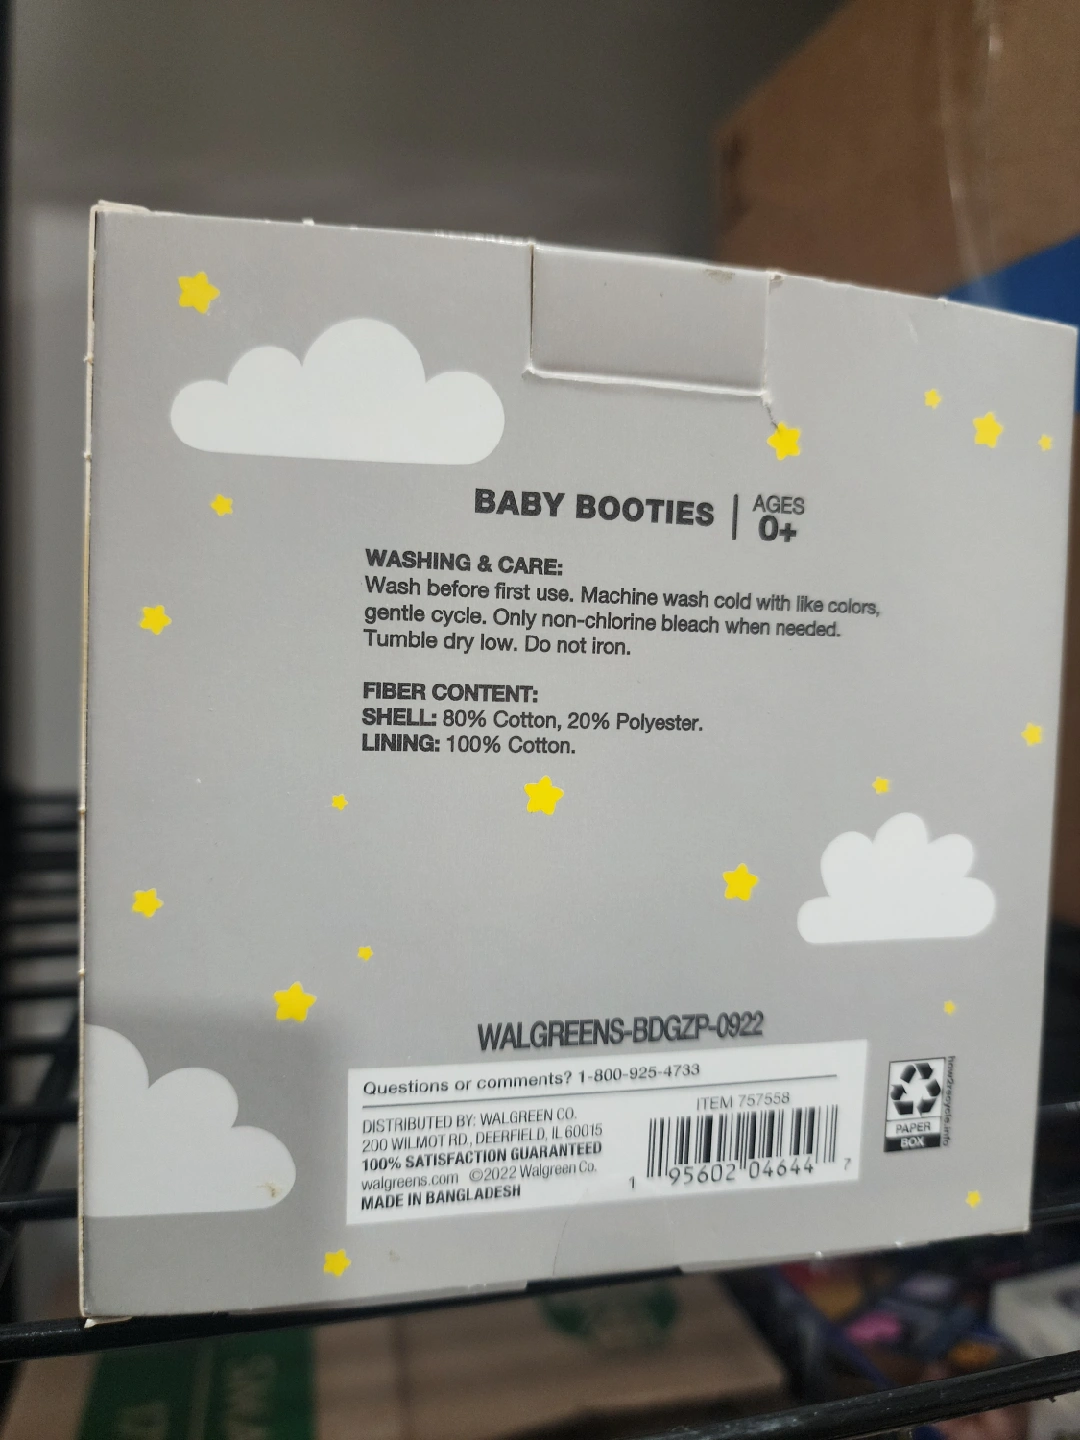 BABY BOOTIES | AGES 0+
WASHING & CARE:
Wash before first use. Machine wash cold with like colors,
gentle cycle. Only non-chlorine bleach when needed.
Tumble dry low. Do not iron.
FIBER CONTENT:
SHELL: 80% Cotton, 20% Polyester.
LINING: 100% Cotton.
WALGREENS-BDGZP-0922
Questions or comments? 1-800-925-4733
DISTRIBUTED BY: WALGREEN CO.
200 WILMOT RD, DEERFIELD, IL 60015
100% SATISFACTION GUARANTEED
walgreens.com ©2022 Walgreen Co.
MADE IN BANGLADESH
ITEM 757558
1 95602 04644 7
PAPER
BOX
how2recycle.info